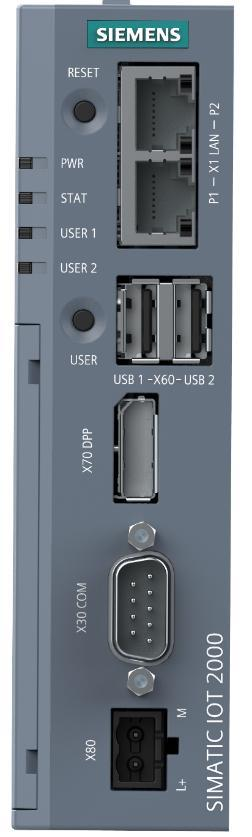 SIEMENS
RESET
P1 – X1 LAN – P2
PWR
STAT
USER 1
USER 2
USER
USB 1 –X60– USB 2
X70 DPP
X30 COM
X80
M
L+
SIMATIC IOT 2000